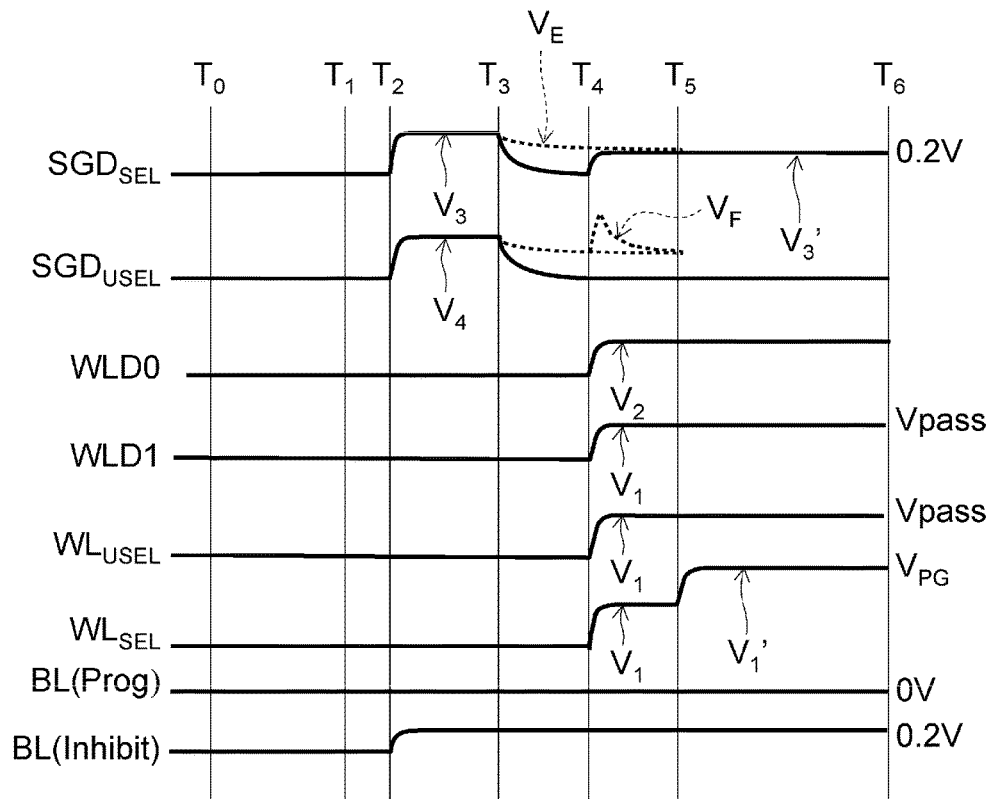 V_E
T_0 T_1 T_2 T_3 T_4 T_5 T_6
SGD_SEL 0.2V
V_3 V_F V_3’
SGD_USEL
V_4
WLD0
V_2
WLD1 Vpass
V_1
WL_USEL Vpass
V_1 V_PG
WL_SEL
V_1 V_1’
BL(Prog) 0V
BL(Inhibit) 0.2V